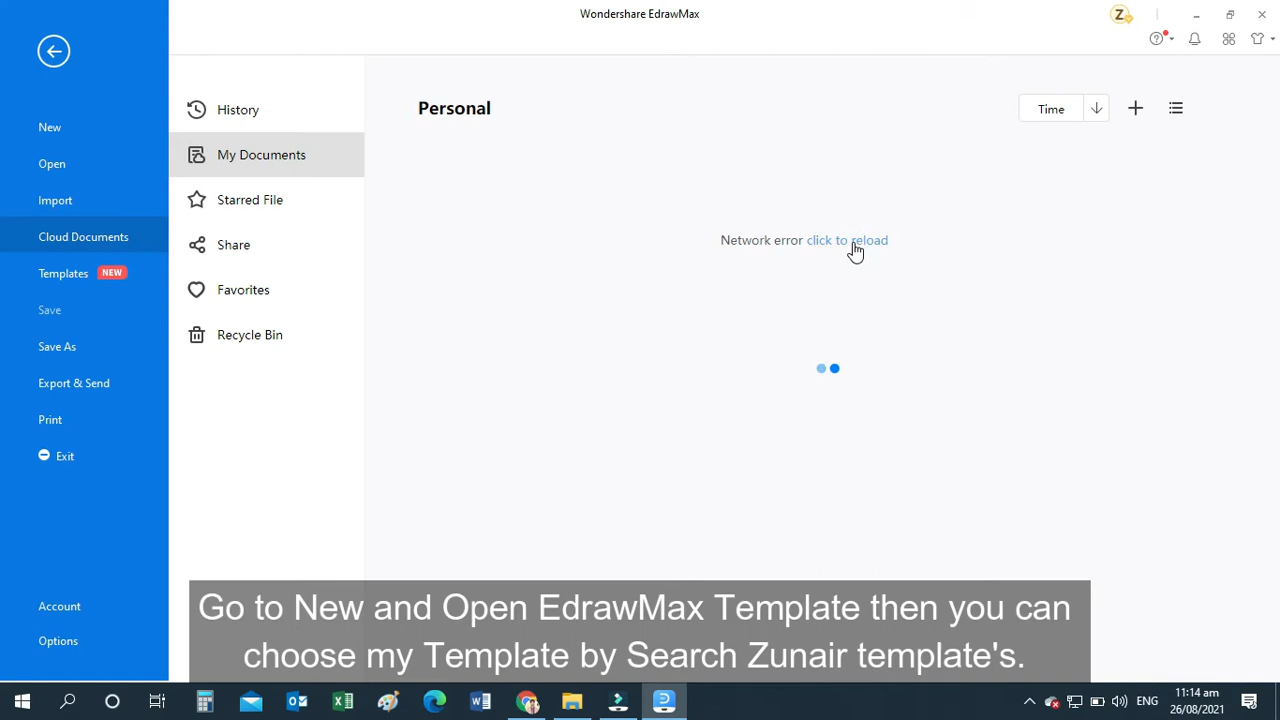 Wondershare EdrawMax
Z
New
Open
Import
Cloud Documents
Templates NEW
Save
Save As
Export & Send
Print
Exit
Account
Options
History
My Documents
Starred File
Share
Favorites
Recycle Bin
Personal
Time
Network error click to reload
Go to New and Open EdrawMax Template then you can
choose my Template by Search Zunair template's.
ENG
11:14 am
26/08/2021